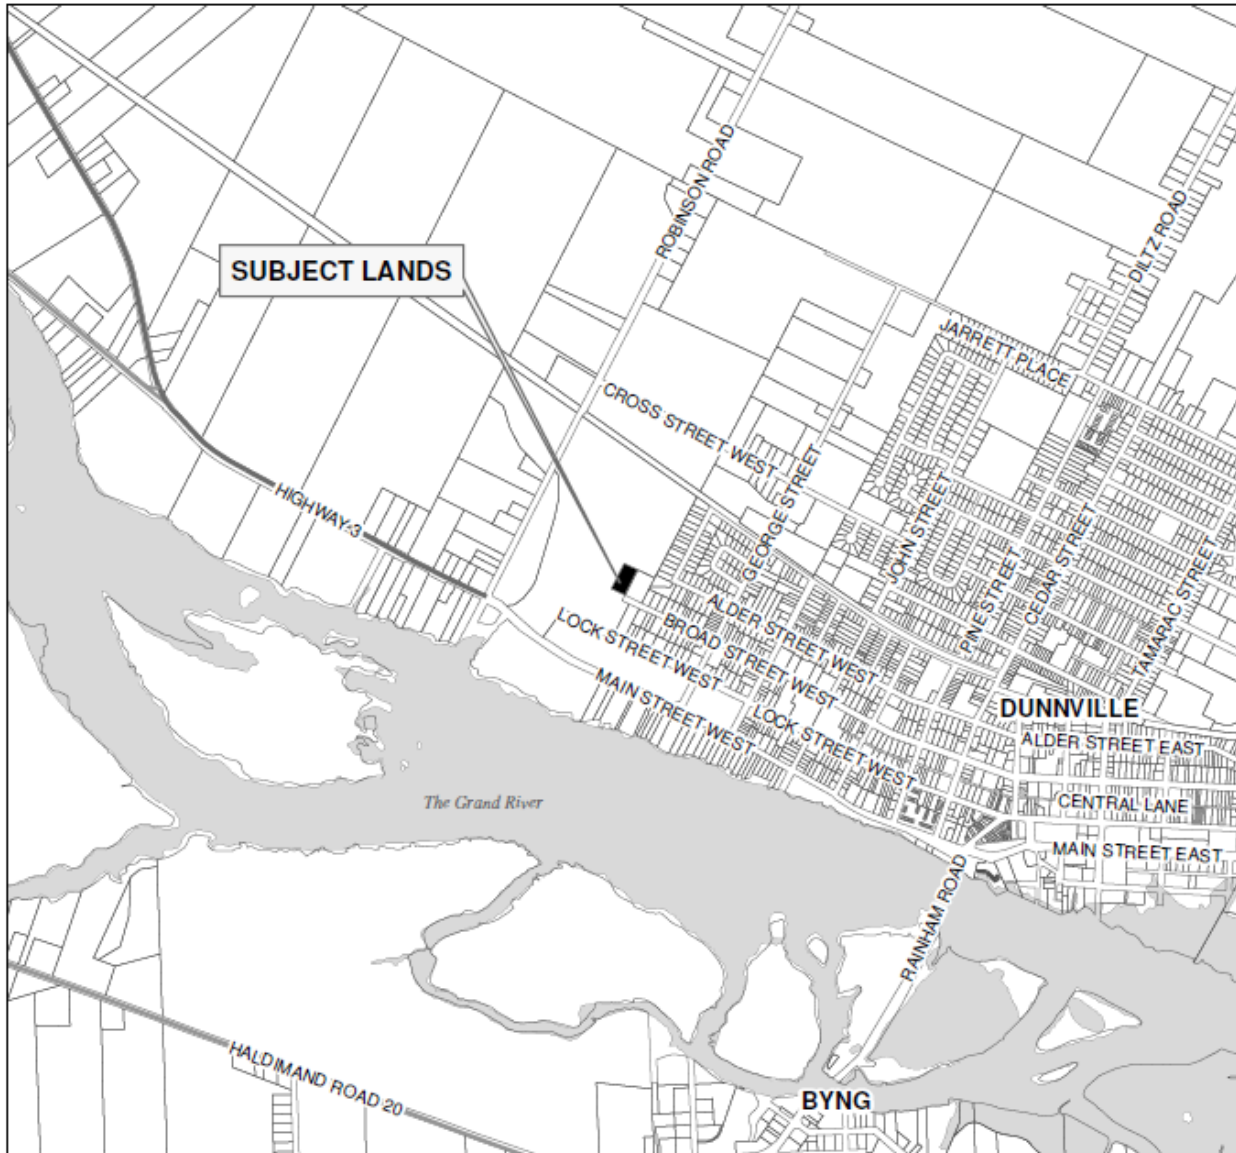 ROBINSON ROAD
DILTZ ROAD
SUBJECT LANDS
JARRETT PLACE
CROSS STREET WEST
HIGHWAY 3
GEORGE STREET
JOHN STREET
PINE STREET
CEDAR STREET
TAMARAC STREET
ALDER STREET WEST
BROAD STREET WEST
LOCK STREET WEST
MAIN STREET WEST
LOCK STREET WEST
DUNNVILLE
ALDER STREET EAST
CENTRAL LANE
MAIN STREET EAST
The Grand River
RAINHAM ROAD
HALDIMAND ROAD 20
BYNG